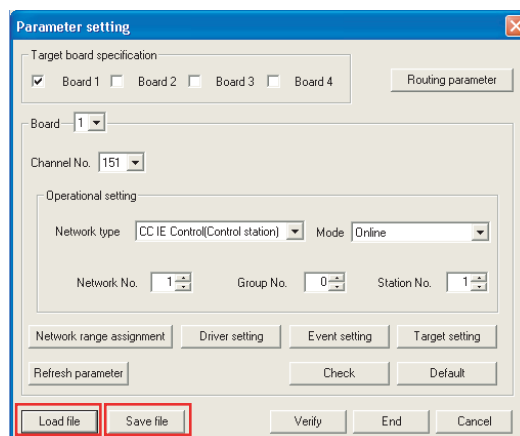 Parameter setting
Target board specification
Board 1 Board 2 Board 3 Board 4
Routing parameter
Board 1
Channel No. 151
Operational setting
Network type CC IE Control(Control station) Mode Online
Network No. 1 Group No. 0 Station No. 1
Network range assignment Driver setting Event setting Target setting
Refresh parameter Check Default
Load file Save file Verify End Cancel